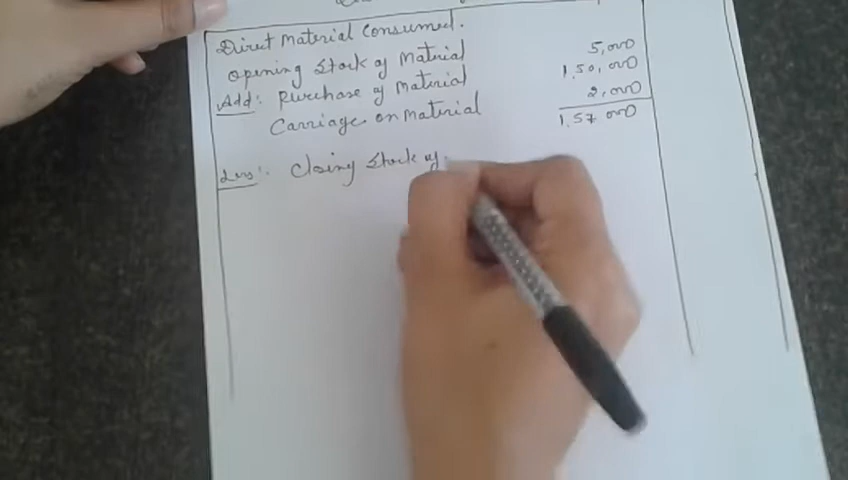 Direct Material Consumed.
Opening Stock of Material 5,000
Add: Purchase of Material 1,50,000
Carriage on Material 2,000
1,57,000
Less: Closing Stock of